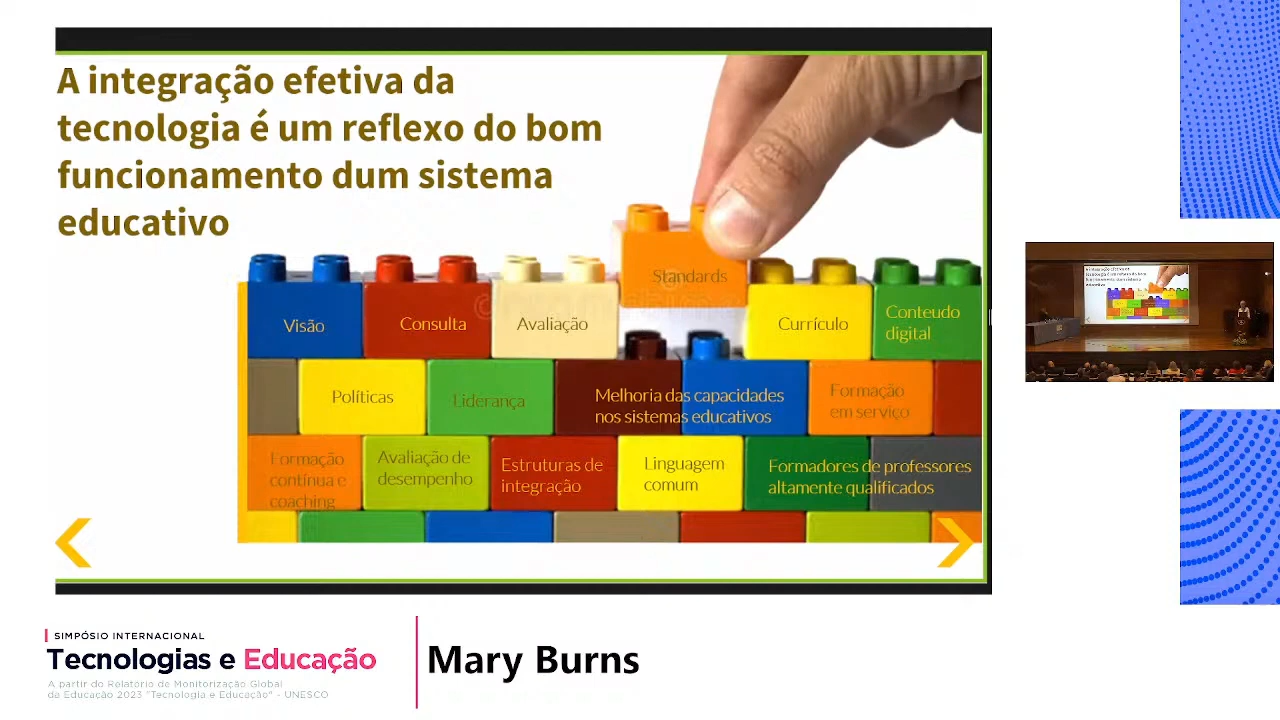 A integração efetiva da
tecnologia é um reflexo do bom
funcionamento dum sistema
educativo
Standards
Visão
Consulta
Avaliação
Currículo
Conteudo
digital
Políticas
Liderança
Melhoria das capacidades
nos sistemas educativos
Formação
em serviço
Formação
contínua e
coaching
Avaliação de
desempenho
Estruturas de
integração
Linguagem
comum
Formadores de professores
altamente qualificados
SIMPÓSIO INTERNACIONAL
Tecnologias e Educação
A partir do Relatório de Monitorização Global
da Educação 2023 "Tecnologia e Educação" - UNESCO
Mary Burns